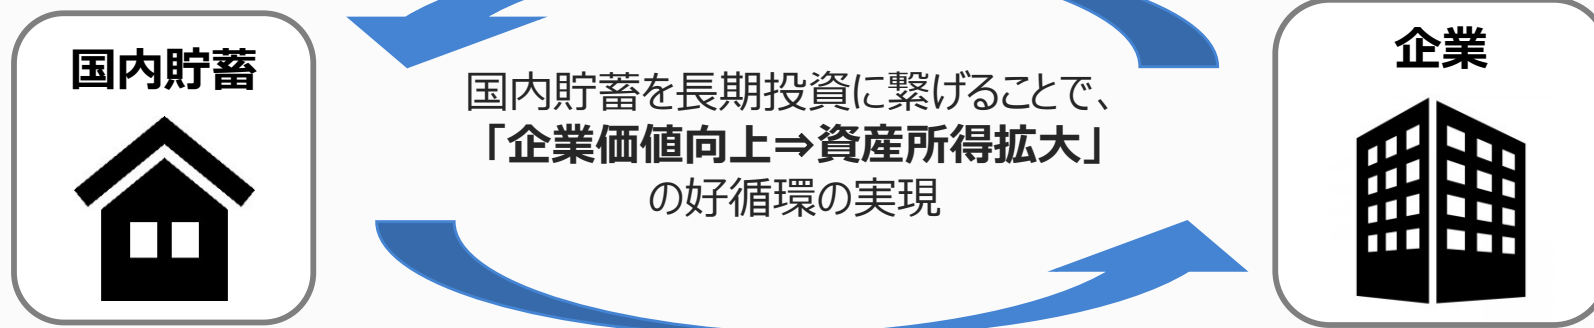 国内貯蓄
国内貯蓄を長期投資に繋げることで、
「企業価値向上⇒資産所得拡大」
の好循環の実現
企業